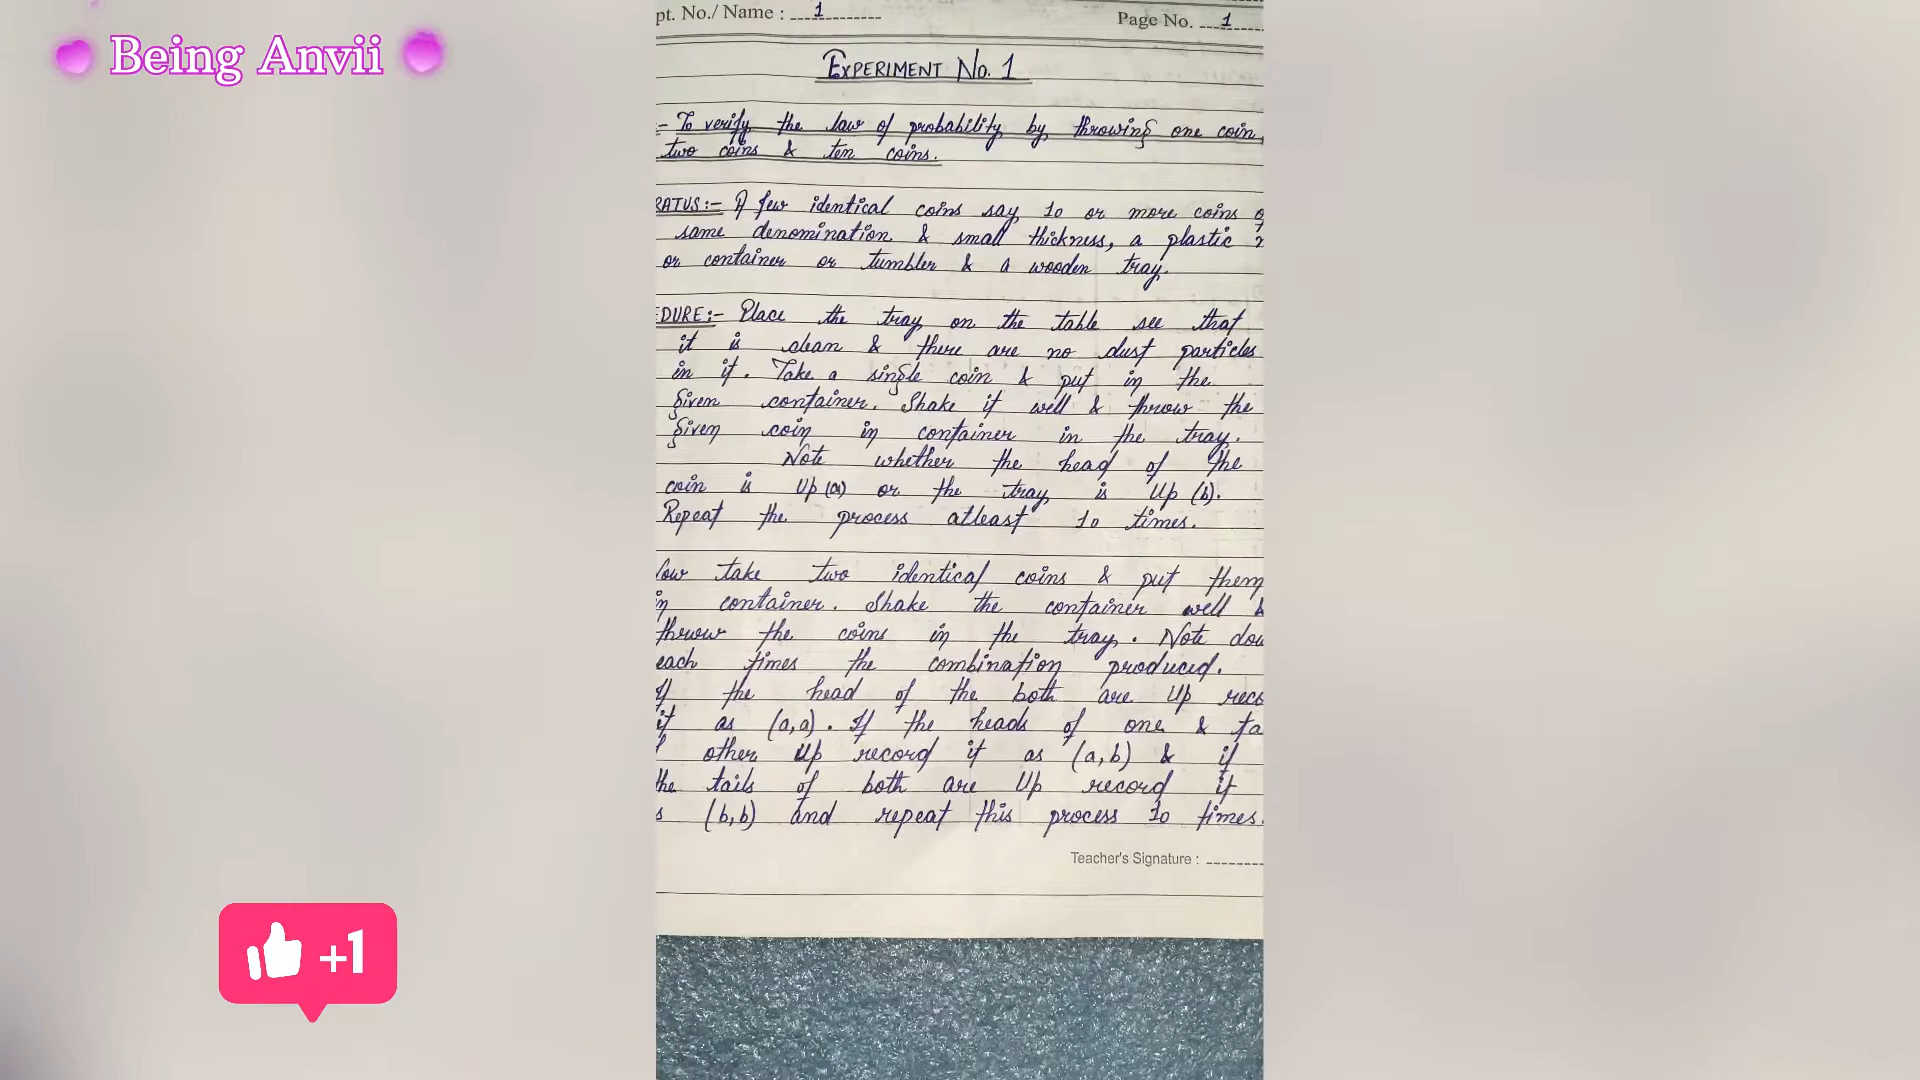 Being Anvii
pt. No./ Name : 1
Page No. 1
EXPERIMENT No. 1
:- To verify the law of probability by throwing one coin,
two coins & ten coins.
RATUS:- A few identical coins say 10 or more coins o
same denomination & small thickness, a plastic
or container or tumbler & a wooden tray.
EDURE:- Place the tray on the table see that
it is clean & there are no dust particles
in it. Take a single coin & put in the
given container. Shake it well & throw the
given coin in container in the tray.
Note whether the head of the
coin is Up (a) or the tray is Up (b).
Repeat the process atleast 10 times.
Now take two identical coins & put them
in container. Shake the container well &
throw the coins in the tray. Note dow
each times the combination produced.
If the head of the both are Up reco
it as (a,a). If the heads of one & ta
f other Up record it as (a,b) & if
the tails of both are Up record it
s (b,b) and repeat this process 10 times.
Teacher's Signature :
+1